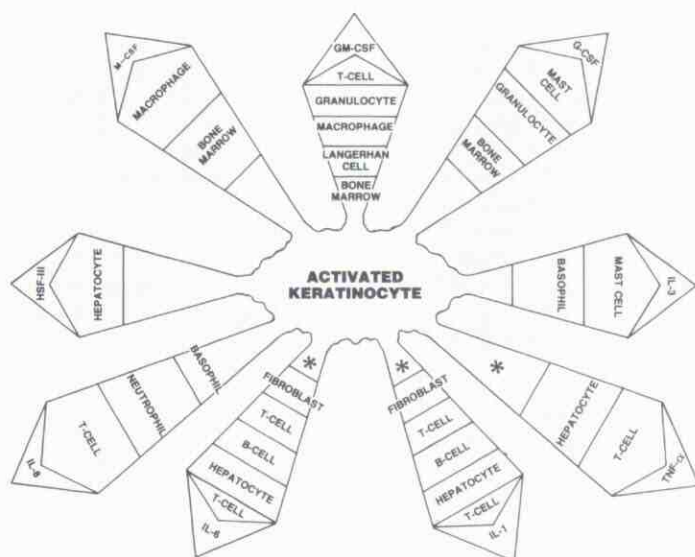 GM-CSF
T-CELL
GRANULOCYTE
MACROPHAGE
LANGERHAN
CELL
BONE
MARROW
G-CSF
MAST
CELL
GRANULOCYTE
BONE
MARROW
IL-3
MAST CELL
BASOPHIL
TNF-α
T-CELL
HEPATOCYTE
*
IL-1
T-CELL
HEPATOCYTE
B-CELL
T-CELL
FIBROBLAST
*
IL-6
T-CELL
HEPATOCYTE
B-CELL
T-CELL
FIBROBLAST
*
IL-8
T-CELL
NEUTROPHIL
BASOPHIL
HSF-III
HEPATOCYTE
M-CSF
MACROPHAGE
BONE
MARROW
ACTIVATED
KERATINOCYTE